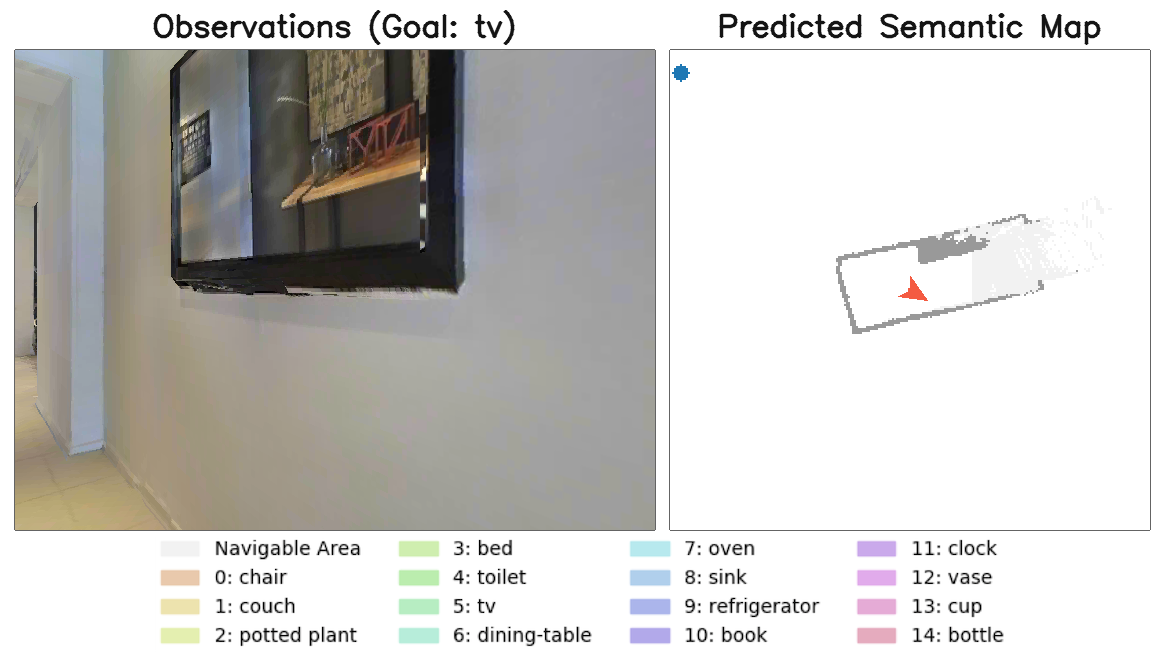 Observations (Goal: tv)
Predicted Semantic Map
Navigable Area
0: chair
1: couch
2: potted plant
3: bed
4: toilet
5: tv
6: dining-table
7: oven
8: sink
9: refrigerator
10: book
11: clock
12: vase
13: cup
14: bottle